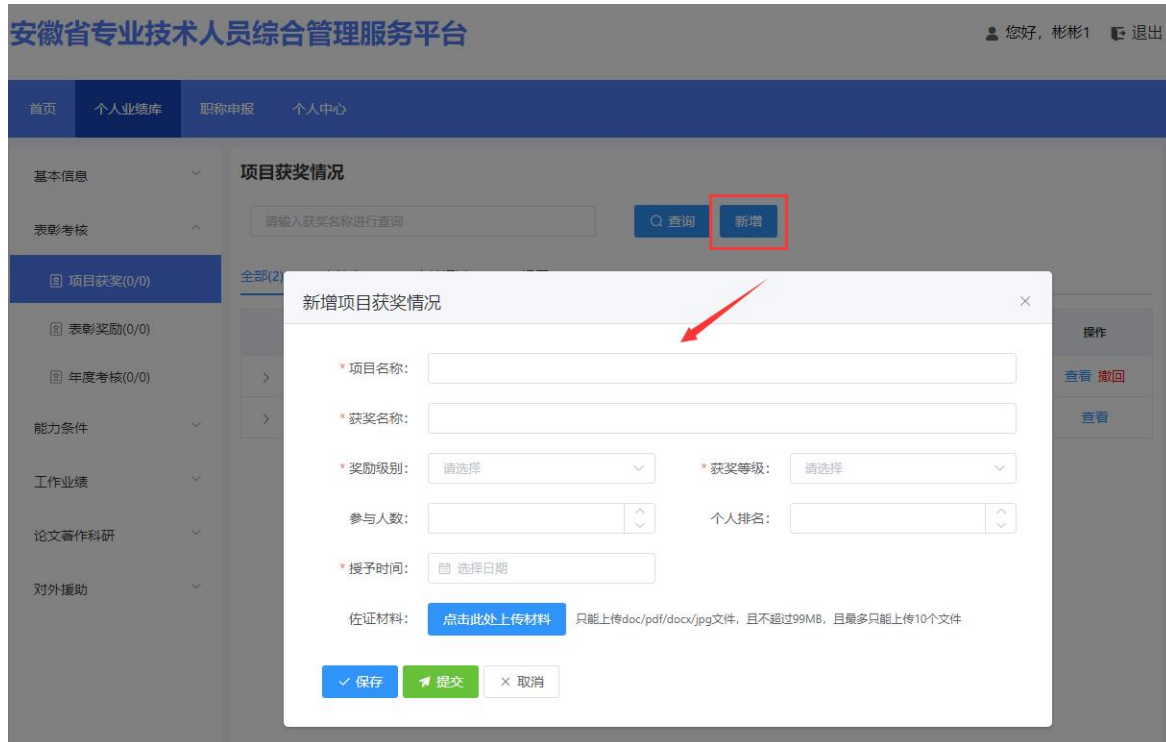 安徽省专业技术人员综合管理服务平台
您好，彬彬1 退出
首页 个人业绩库 职称申报 个人中心
基本信息
项目获奖情况
请输入获奖名称进行查询 查询 新增
表彰考核
项目获奖(0/0)
全部(2)
新增项目获奖情况
表彰奖励(0/0)
操作
*项目名称：
年度考核(0/0)
查看 撤回
*获奖名称：
查看
能力条件
*奖励级别： 请选择 *获奖等级： 请选择
工作业绩
参与人数： 个人排名：
论文著作科研
*授予时间： 选择日期
对外援助
佐证材料： 点击此处上传材料 只能上传doc/pdf/docx/jpg文件，且不超过99MB，且最多只能上传10个文件
保存 提交 取消